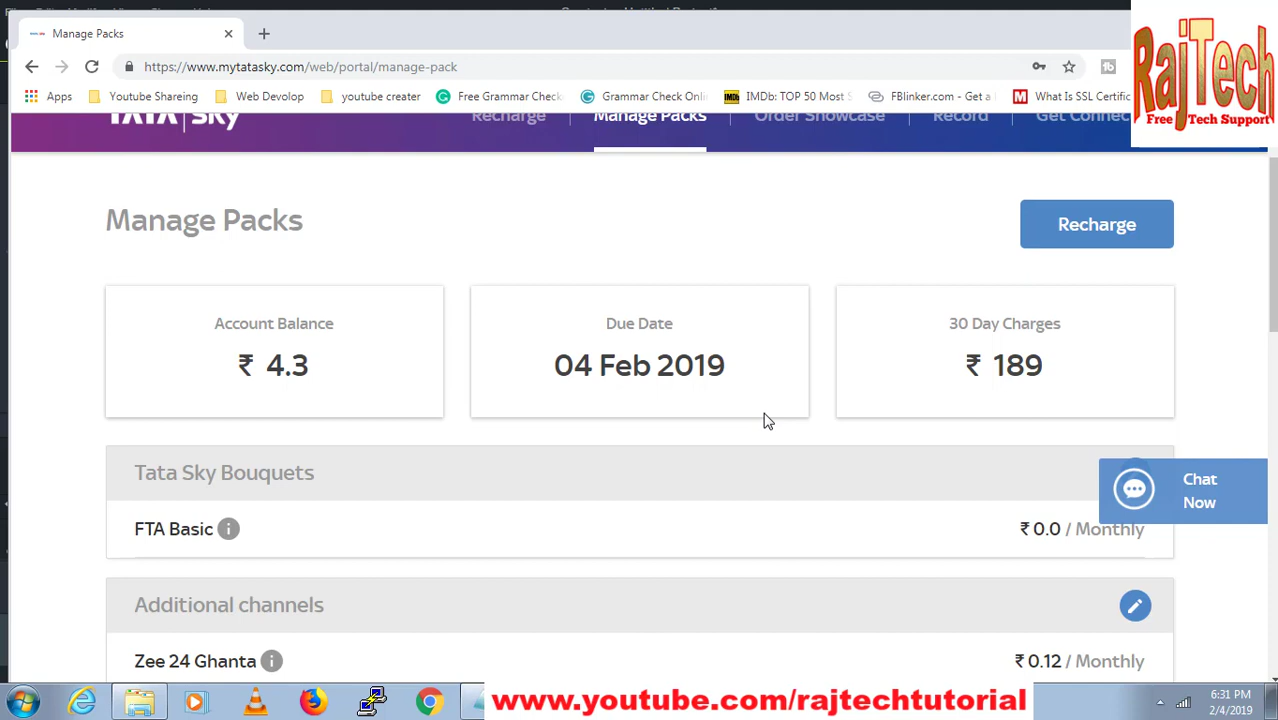 Manage Packs
https://www.mytatasky.com/web/portal/manage-pack
Apps
Youtube Shareing
Web Devolop
youtube creater
Free Grammar Check
Grammar Check Onli
IMDb: TOP 50 Most
FBlinker.com - Get a
What Is SSL Certific
RajTech
Free Tech Support
TATA sky
Recharge
Manage Packs
Order Showcase
Record
Get Connec
Manage Packs
Recharge
Account Balance
₹ 4.3
Due Date
04 Feb 2019
30 Day Charges
₹ 189
Tata Sky Bouquets
FTA Basic
₹ 0.0 / Monthly
Chat Now
Additional channels
Zee 24 Ghanta
₹ 0.12 / Monthly
www.youtube.com/rajtechtutorial
6:31 PM
2/4/2019